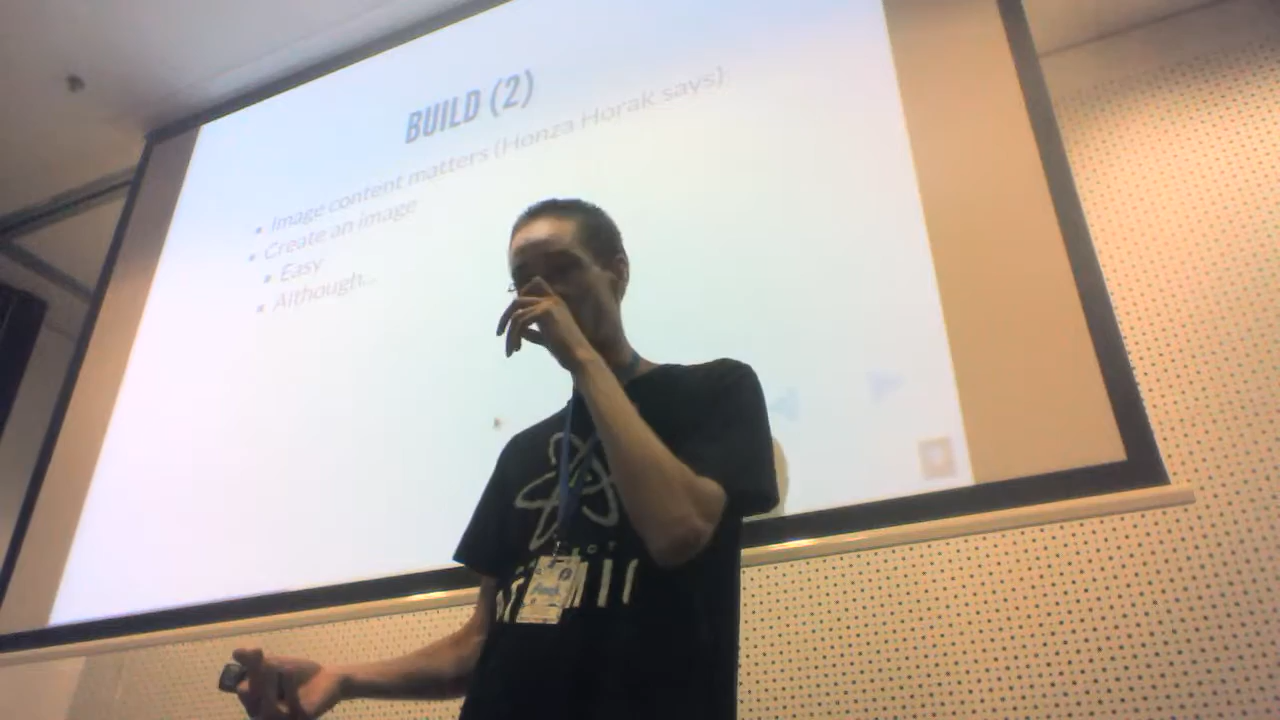 BUILD (2)
Image content matters (Honza Horak says)
Create an image
Easy
Although...